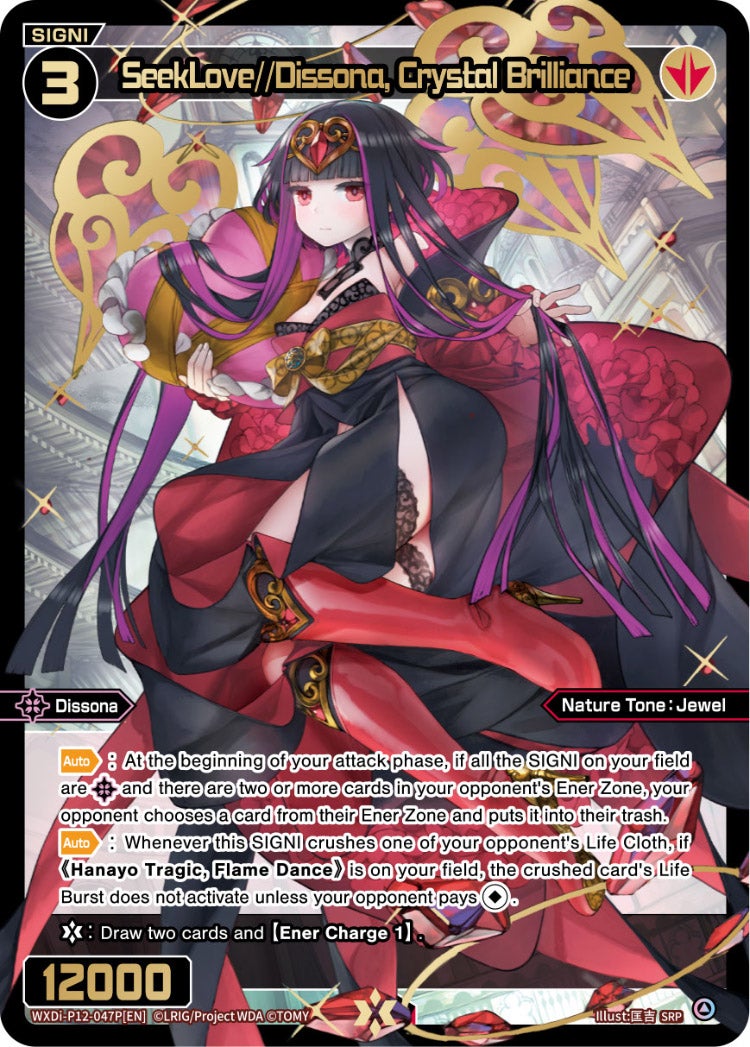 SIGNI
3
SeekLove//Dissona, Crystal Brilliance
Dissona
Nature Tone：Jewel
Auto ：At the beginning of your attack phase, if all the SIGNI on your field
are and there are two or more cards in your opponent's Ener Zone, your
opponent chooses a card from their Ener Zone and puts it into their trash.
Auto ：Whenever this SIGNI crushes one of your opponent's Life Cloth, if
《Hanayo Tragic, Flame Dance》is on your field, the crushed card's Life
Burst does not activate unless your opponent pays .
：Draw two cards and【Ener Charge 1】.
12000
WXDi-P12-047P[EN] ©LRIG/Project WDA ©TOMY
Illust:匡吉 SRP